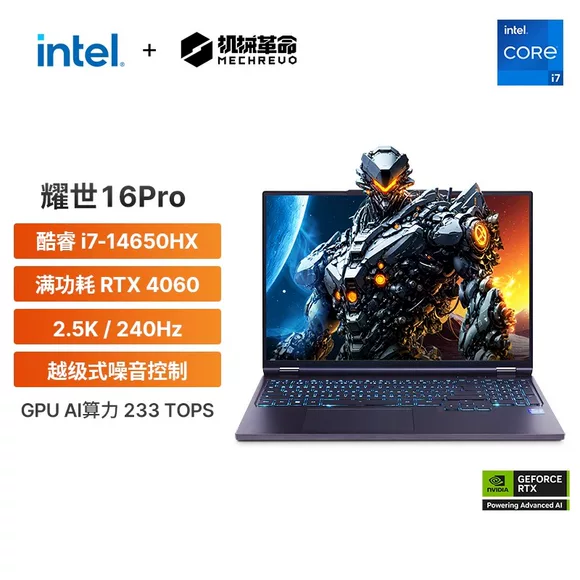 intel. + 机械革命
MECHREVO
intel.
CORE
i7
耀世16Pro
酷睿 i7-14650HX
满功耗 RTX 4060
2.5K / 240Hz
越级式噪音控制
GPU AI算力 233 TOPS
NVIDIA
GEFORCE
RTX
Powering Advanced AI